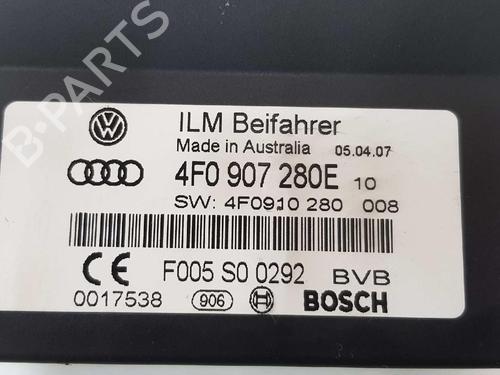 B-PARTS
ILM Beifahrer
Made in Australia 05.04.07
4F0 907 280E 10
SW: 4F0910 280 008
CE F005 S0 0292 BVB
0017538 906 BOSCH